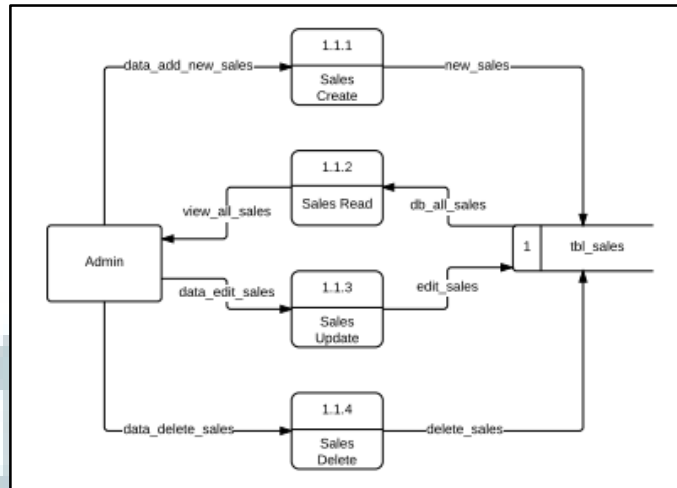 1.1.1
data_add_new_sales
new_sales
Sales
Create
1.1.2
Sales Read
view_all_sales
db_all_sales
Admin
1
tbl_sales
1.1.3
data_edit_sales
edit_sales
Sales
Update
1.1.4
data_delete_sales
delete_sales
Sales
Delete